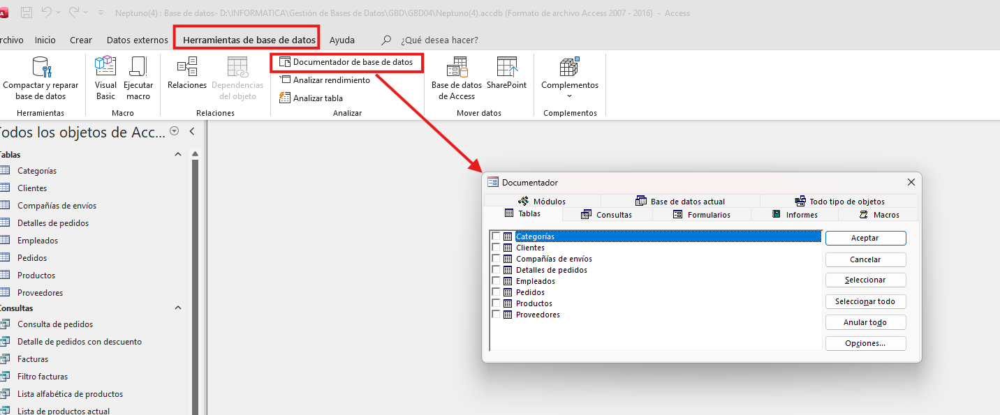 Neptuno(4) : Base de datos- D:\INFORMATICA\Gestión de Bases de Datos\GBD\GBD04\Neptuno(4).accdb (Formato de archivo Access 2007 - 2016) - Access
rchivo Inicio Crear Datos externos Herramientas de base de datos Ayuda ¿Qué desea hacer?
Compactar y reparar
base de datos
Herramientas
Visual
Basic
Ejecutar
macro
Macro
Relaciones
Dependencias
del objeto
Relaciones
Documentador de base de datos
Analizar rendimiento
Analizar tabla
Analizar
Base de datos
de Access
SharePoint
Mover datos
Complementos
Complementos
Todos los objetos de Acc...
Tablas
Categorías
Clientes
Compañías de envíos
Detalles de pedidos
Empleados
Pedidos
Productos
Proveedores
Consultas
Consulta de pedidos
Detalle de pedidos con descuento
Facturas
Filtro facturas
Lista alfabética de productos
Lista de productos actual
Documentador
Módulos Base de datos actual Todo tipo de objetos
Tablas Consultas Formularios Informes Macros
Categorías
Clientes
Compañías de envíos
Detalles de pedidos
Empleados
Pedidos
Productos
Proveedores
Aceptar
Cancelar
Seleccionar
Seleccionar todo
Anular todo
Opciones...